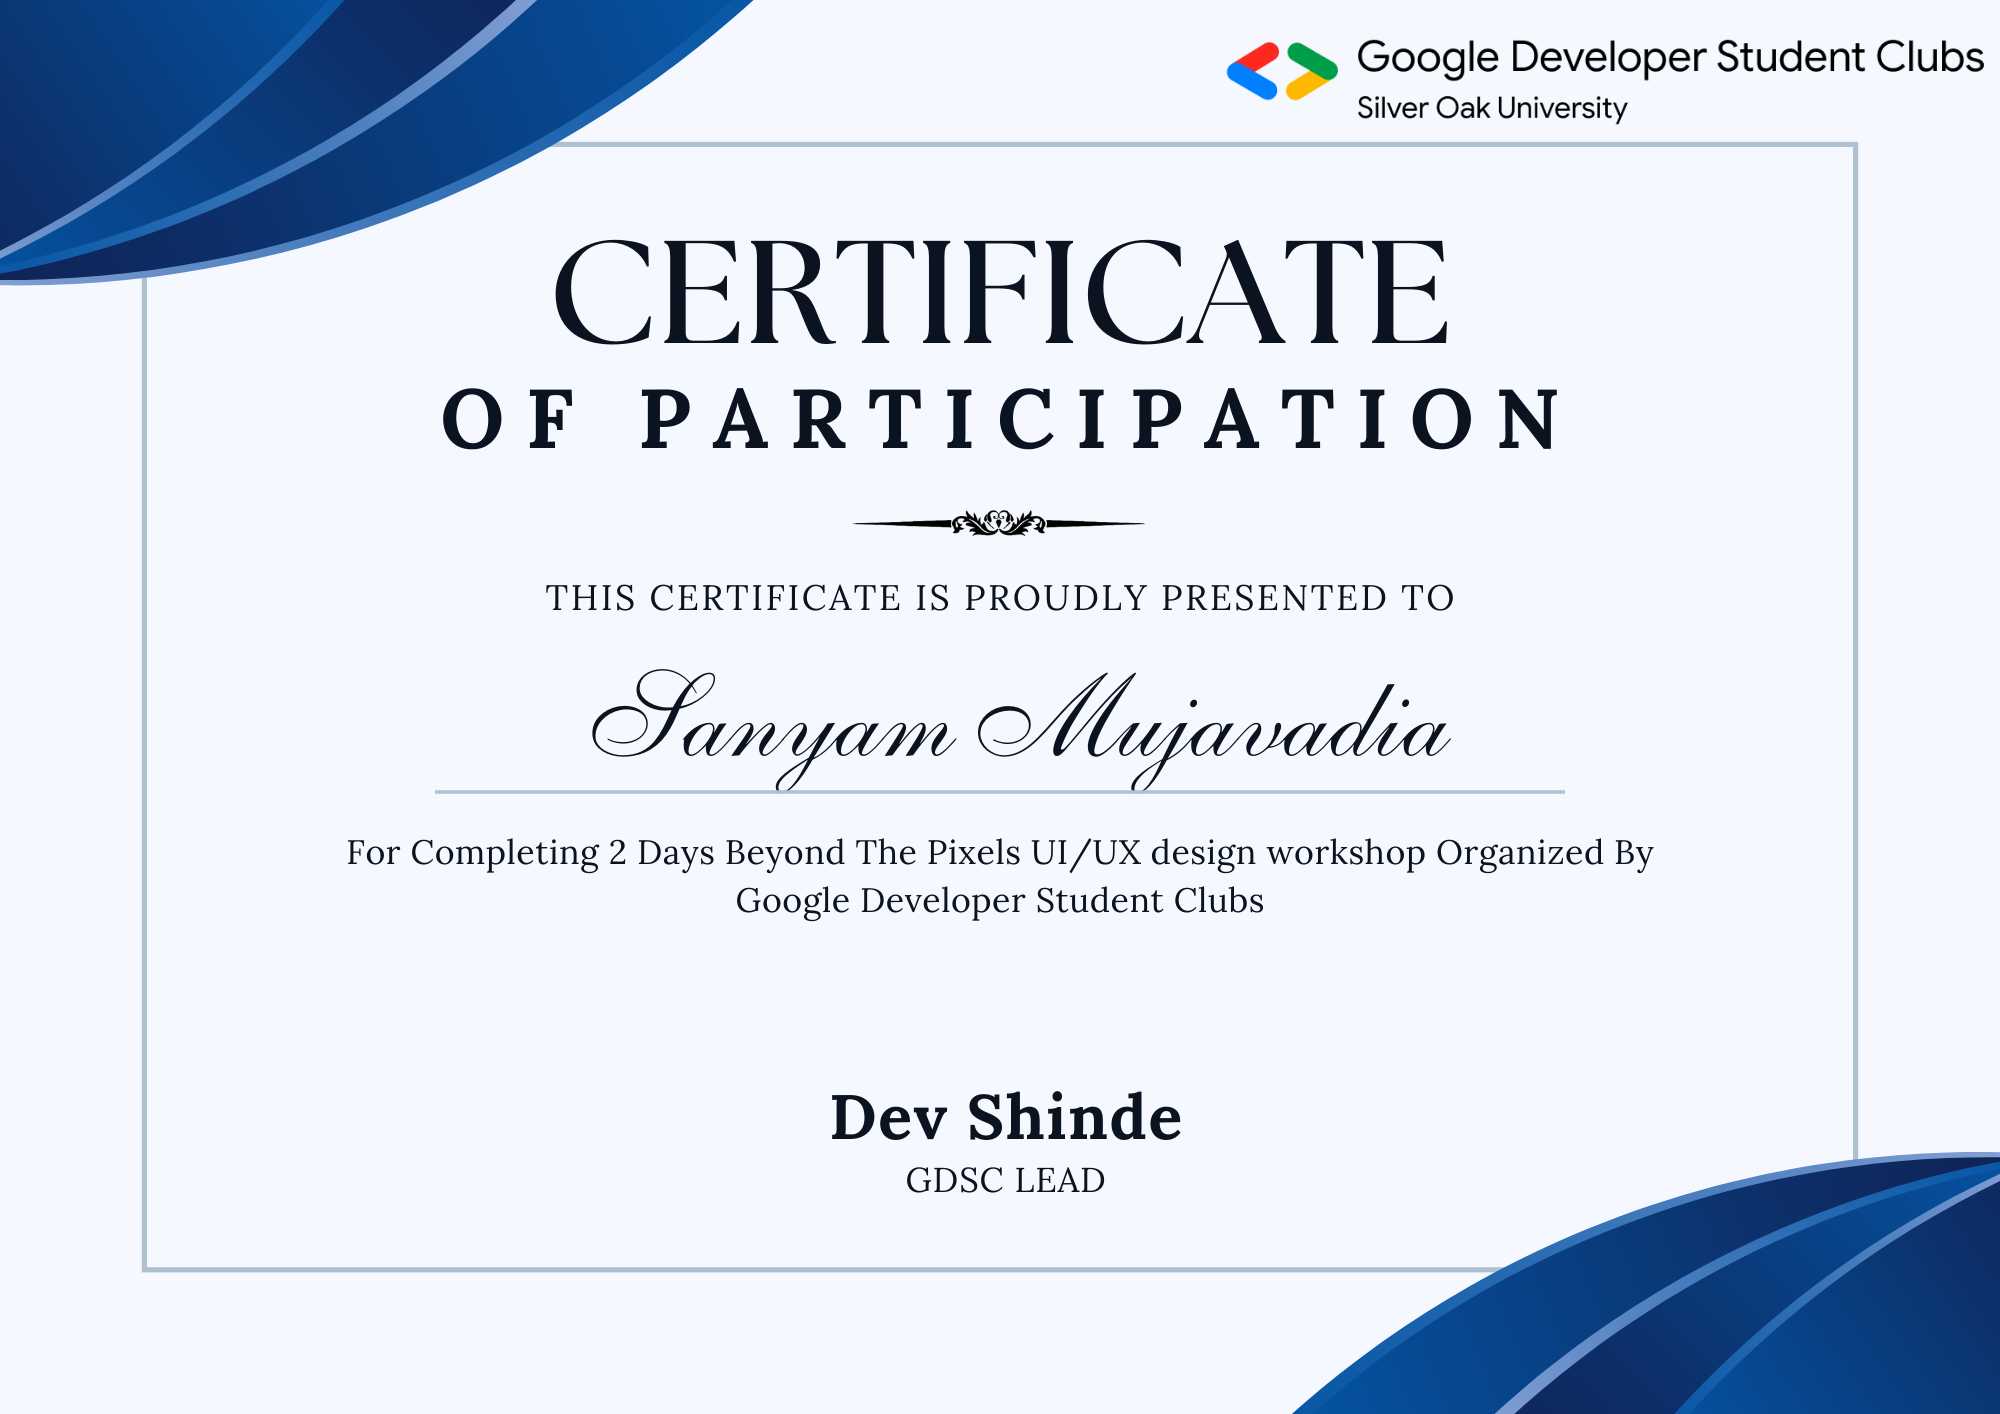 Google Developer Student Clubs
Silver Oak University
CERTIFICATE
OF PARTICIPATION
THIS CERTIFICATE IS PROUDLY PRESENTED TO
Sanyam Mujavadia
For Completing 2 Days Beyond The Pixels UI/UX design workshop Organized By
Google Developer Student Clubs
Dev Shinde
GDSC LEAD